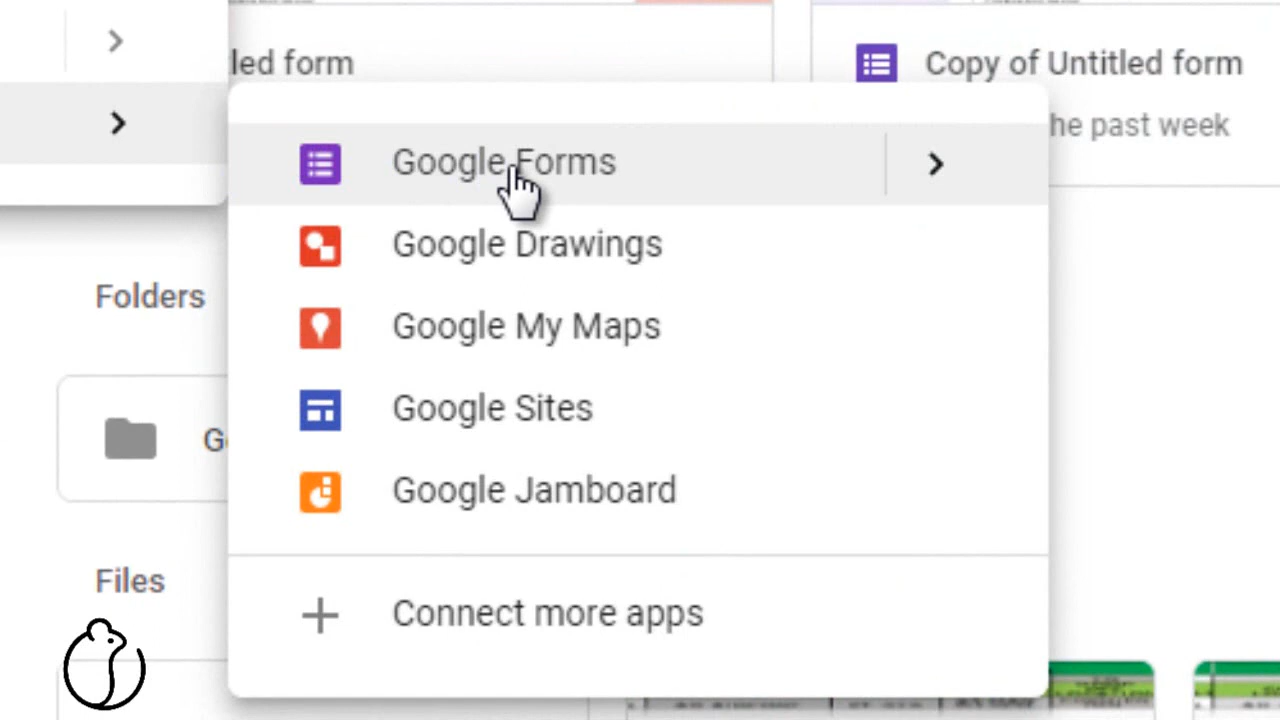 led form
Copy of Untitled form
he past week
Google Forms
Google Drawings
Google My Maps
Google Sites
Google Jamboard
Connect more apps
Folders
G
Files